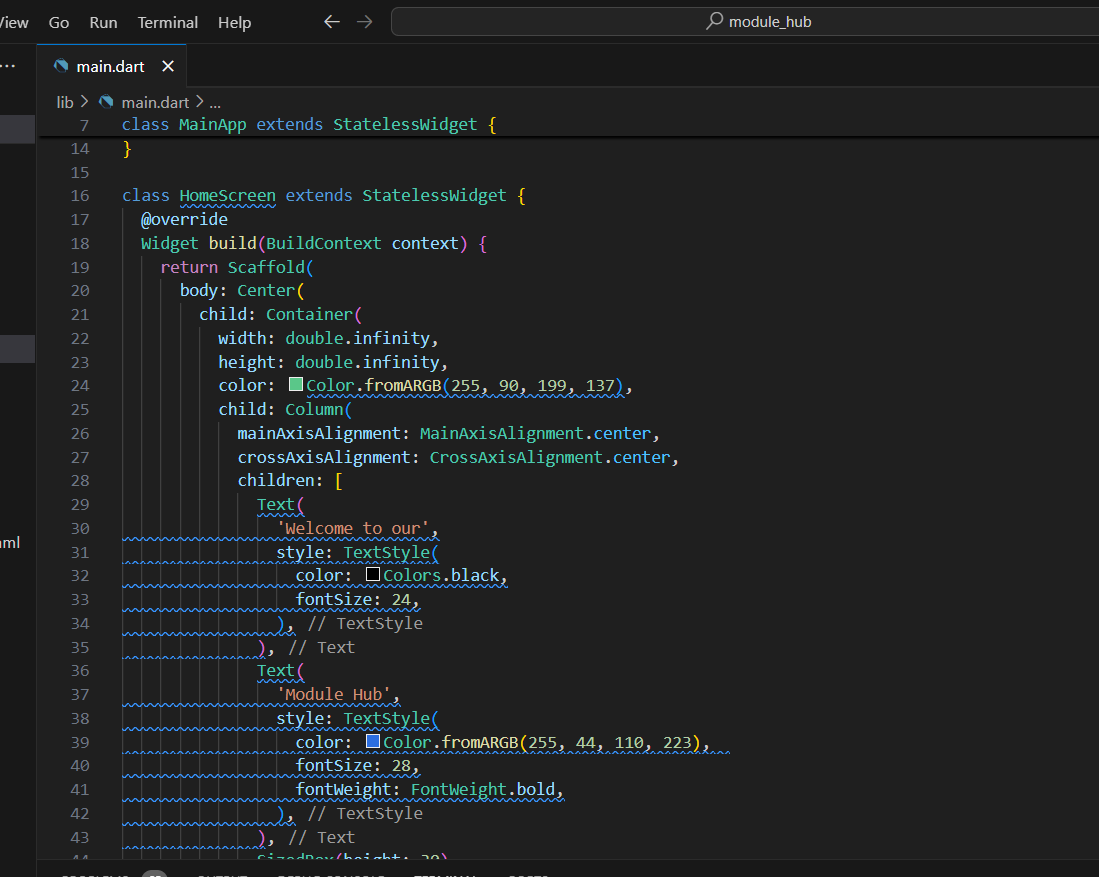 View Go Run Terminal Help ← → module_hub
... main.dart ×
lib > main.dart > ...
7 class MainApp extends StatelessWidget {
14 }
15
16 class HomeScreen extends StatelessWidget {
17 @override
18 Widget build(BuildContext context) {
19 return Scaffold(
20 body: Center(
21 child: Container(
22 width: double.infinity,
23 height: double.infinity,
24 color: Color.fromARGB(255, 90, 199, 137),
25 child: Column(
26 mainAxisAlignment: MainAxisAlignment.center,
27 crossAxisAlignment: CrossAxisAlignment.center,
28 children: [
29 Text(
30 'Welcome to our',
31 style: TextStyle(
32 color: Colors.black,
33 fontSize: 24,
34 ), // TextStyle
35 ), // Text
36 Text(
37 'Module Hub',
38 style: TextStyle(
39 color: Color.fromARGB(255, 44, 110, 223),
40 fontSize: 28,
41 fontWeight: FontWeight.bold,
42 ), // TextStyle
aml
43 ), // Text
44 SizedBox(height: 20)